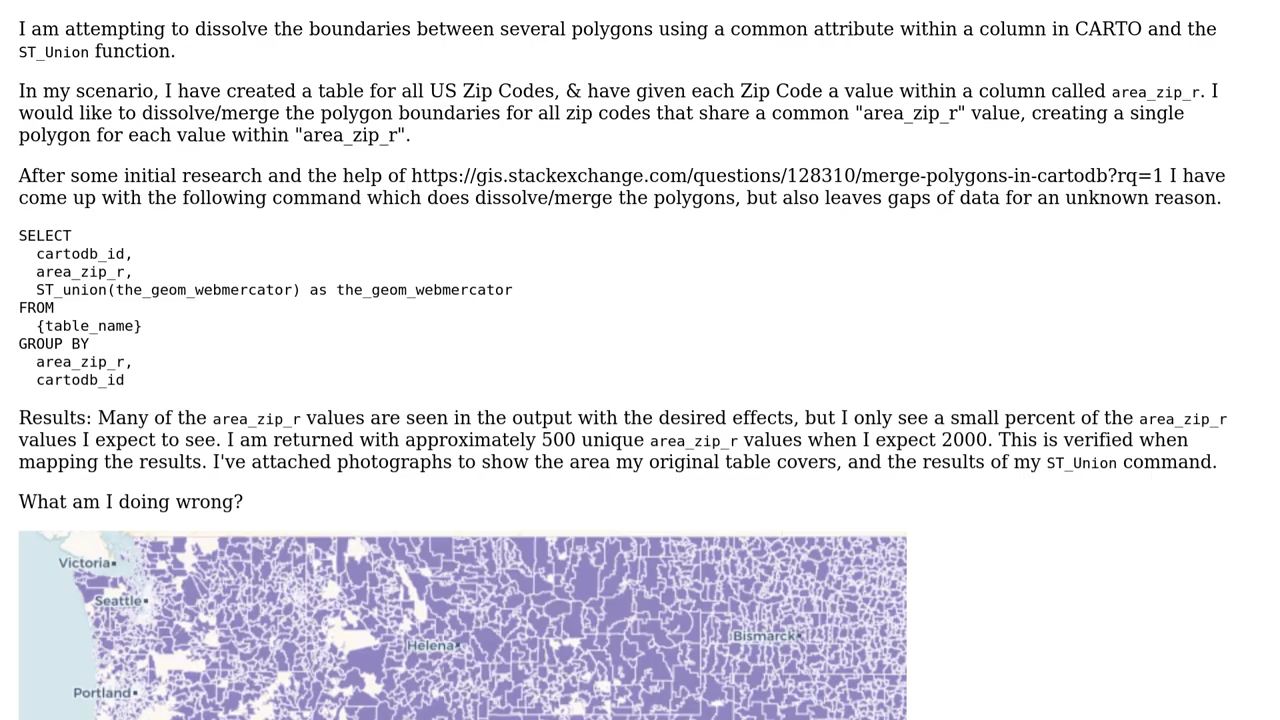 I am attempting to dissolve the boundaries between several polygons using a common attribute within a column in CARTO and the
ST_Union function.
In my scenario, I have created a table for all US Zip Codes, & have given each Zip Code a value within a column called area_zip_r. I
would like to dissolve/merge the polygon boundaries for all zip codes that share a common "area_zip_r" value, creating a single
polygon for each value within "area_zip_r".
After some initial research and the help of https://gis.stackexchange.com/questions/128310/merge-polygons-in-cartodb?rq=1 I have
come up with the following command which does dissolve/merge the polygons, but also leaves gaps of data for an unknown reason.
SELECT
cartodb_id,
area_zip_r,
ST_union(the_geom_webmercator) as the_geom_webmercator
FROM
{table_name}
GROUP BY
area_zip_r,
cartodb_id
Results: Many of the area_zip_r values are seen in the output with the desired effects, but I only see a small percent of the area_zip_r
values I expect to see. I am returned with approximately 500 unique area_zip_r values when I expect 2000. This is verified when
mapping the results. I've attached photographs to show the area my original table covers, and the results of my ST_Union command.
What am I doing wrong?
Victoria
Seattle
Helena
Bismarck
Portland